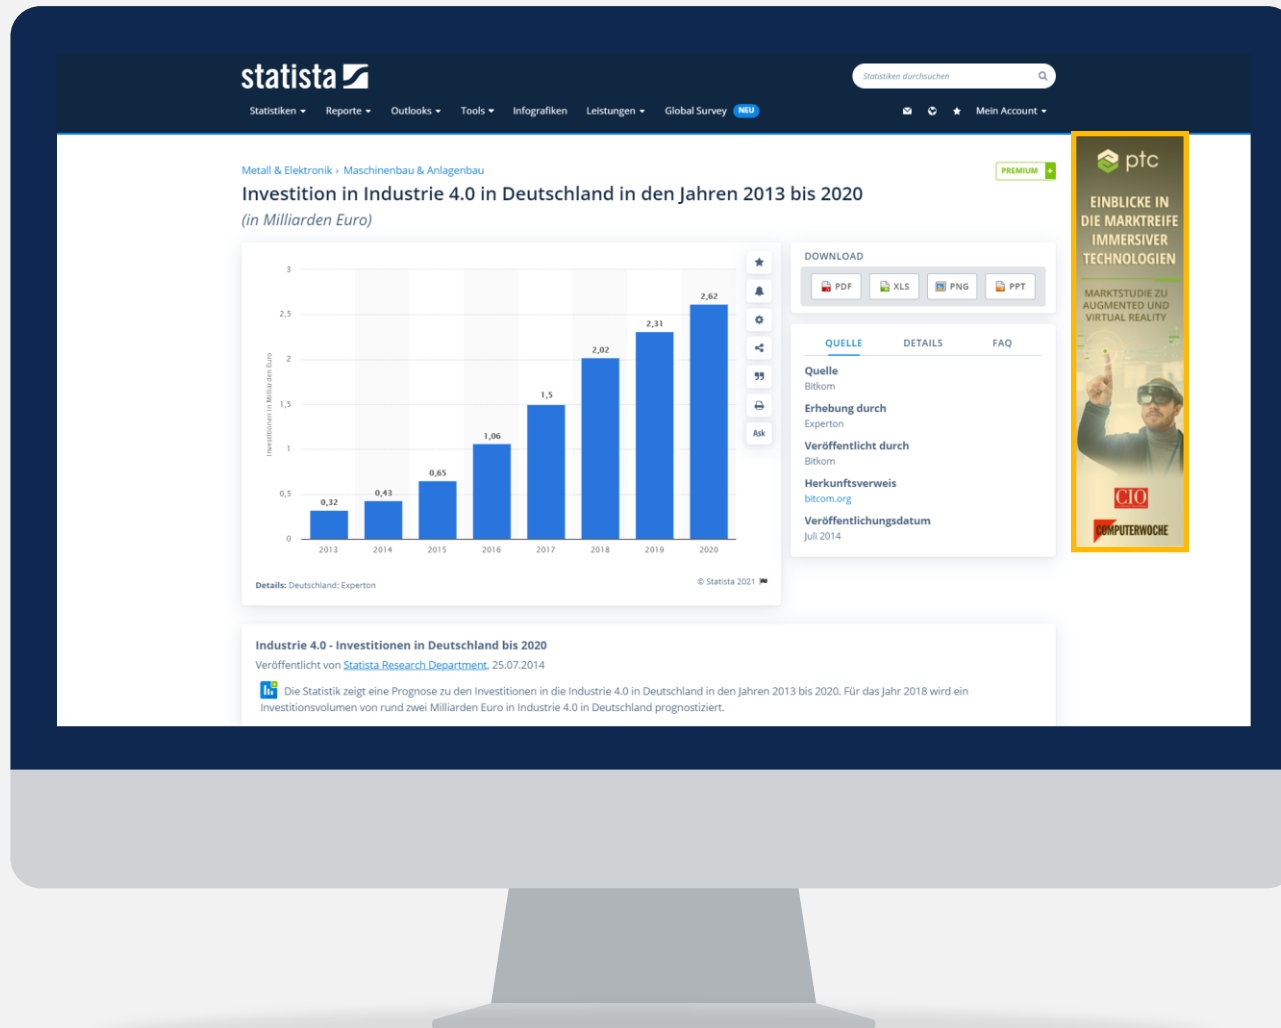 statista
Statistiken durchsuchen
Statistiken
Reporte
Outlooks
Tools
Infografiken
Leistungen
Global Survey
NEU
Mein Account
Metall & Elektronik › Maschinenbau & Anlagenbau
PREMIUM +
Investition in Industrie 4.0 in Deutschland in den Jahren 2013 bis 2020
(in Milliarden Euro)
Investitionen in Milliarden Euro
3
2,5
2
1,5
1
0,5
0
0,32
0,43
0,65
1,06
1,5
2,02
2,31
2,62
2013
2014
2015
2016
2017
2018
2019
2020
Ask
Details: Deutschland; Experton
© Statista 2021
DOWNLOAD
PDF
XLS
PNG
PPT
QUELLE
DETAILS
FAQ
Quelle
Bitkom
Erhebung durch
Experton
Veröffentlicht durch
Bitkom
Herkunftsverweis
bitcom.org
Veröffentlichungsdatum
Juli 2014
ptc
EINBLICKE IN
DIE MARKTREIFE
IMMERSIVER
TECHNOLOGIEN
MARKTSTUDIE ZU
AUGMENTED UND
VIRTUAL REALITY
CIO
COMPUTERWOCHE
Industrie 4.0 - Investitionen in Deutschland bis 2020
Veröffentlicht von Statista Research Department, 25.07.2014
Die Statistik zeigt eine Prognose zu den Investitionen in die Industrie 4.0 in Deutschland in den Jahren 2013 bis 2020. Für das Jahr 2018 wird ein
Investitionsvolumen von rund zwei Milliarden Euro in Industrie 4.0 in Deutschland prognostiziert.